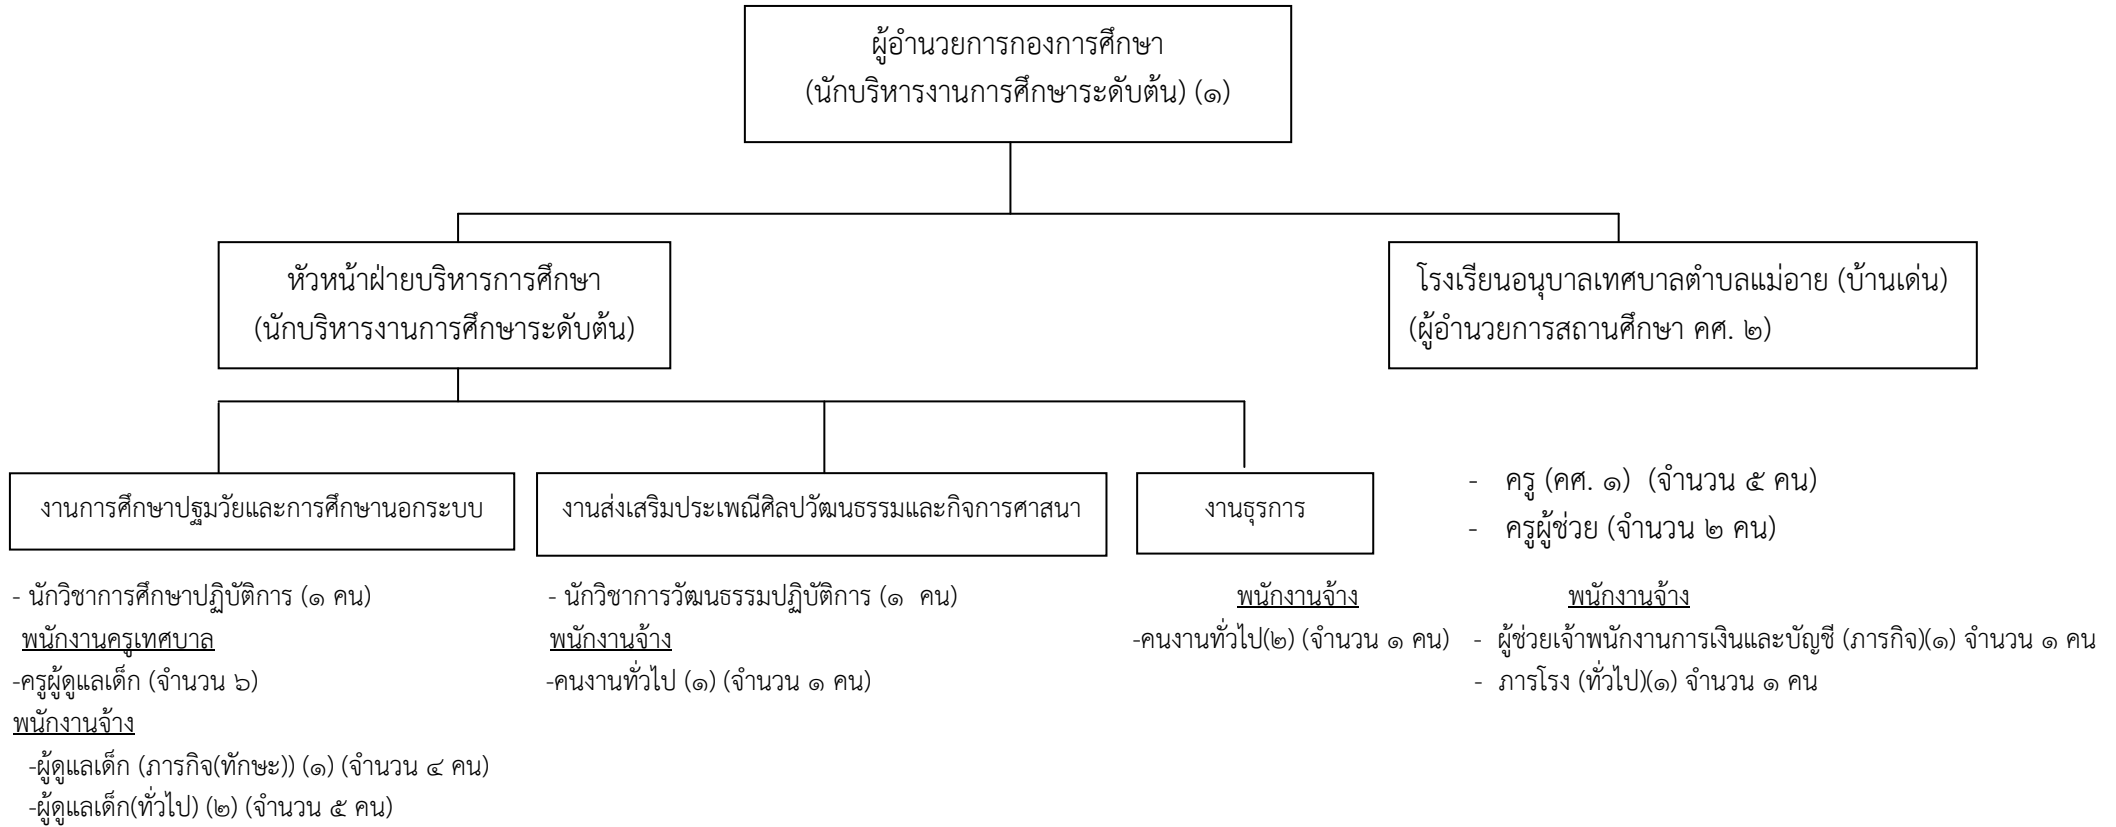 ผู้อำนวยการกองการศึกษา
(นักบริหารงานการศึกษาระดับต้น) (๑)
หัวหน้าฝ่ายบริหารการศึกษา
(นักบริหารงานการศึกษาระดับต้น)
โรงเรียนอนุบาลเทศบาลตำบลแม่อาย (บ้านเด่น)
(ผู้อำนวยการสถานศึกษา คศ. ๒)
งานการศึกษาปฐมวัยและการศึกษานอกระบบ
- นักวิชาการศึกษาปฏิบัติการ (๑ คน)
พนักงานครูเทศบาล
-ครูผู้ดูแลเด็ก (จำนวน ๖)
พนักงานจ้าง
-ผู้ดูแลเด็ก (ภารกิจ(ทักษะ)) (๑) (จำนวน ๔ คน)
-ผู้ดูแลเด็ก(ทั่วไป) (๒) (จำนวน ๕ คน)
งานส่งเสริมประเพณีศิลปวัฒนธรรมและกิจการศาสนา
- นักวิชาการวัฒนธรรมปฏิบัติการ (๑ คน)
พนักงานจ้าง
-คนงานทั่วไป (๑) (จำนวน ๑ คน)
งานธุรการ
พนักงานจ้าง
-คนงานทั่วไป(๒) (จำนวน ๑ คน)
- ครู (คศ. ๑) (จำนวน ๕ คน)
- ครูผู้ช่วย (จำนวน ๒ คน)
พนักงานจ้าง
- ผู้ช่วยเจ้าพนักงานการเงินและบัญชี (ภารกิจ)(๑) จำนวน ๑ คน
- ภารโรง (ทั่วไป)(๑) จำนวน ๑ คน